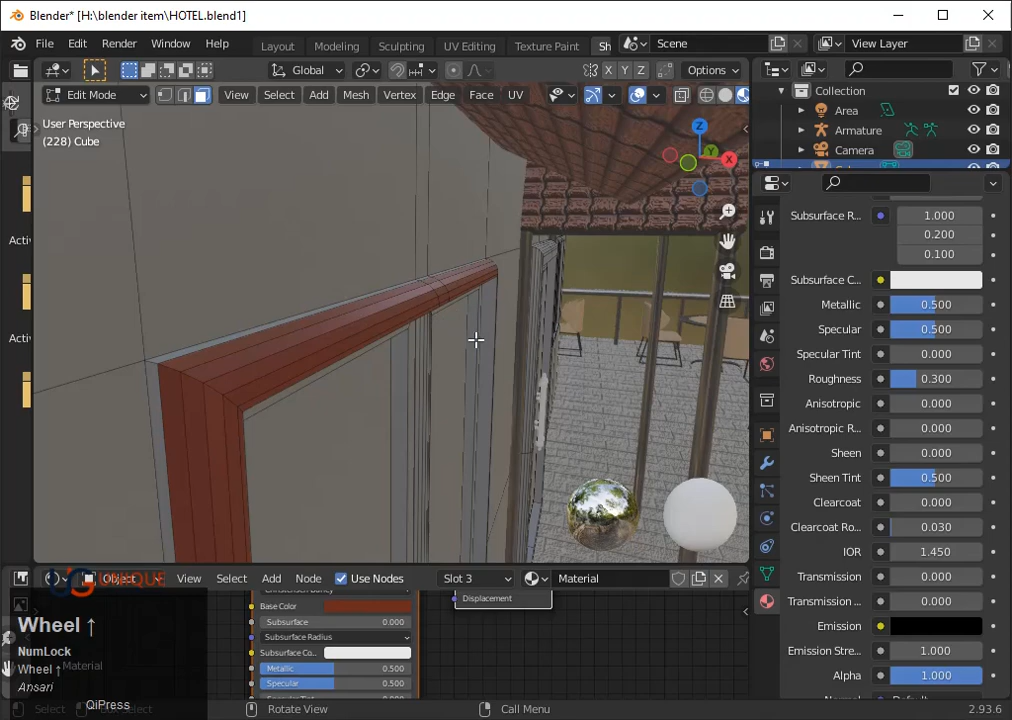 Blender* [H:\blender item\HOTEL.blend1]
File Edit Render Window Help
Layout Modeling Sculpting UV Editing Texture Paint Sh
Scene
View Layer
Global
X Y Z
Options
Edit Mode
View Select Add Mesh Vertex Edge Face UV
User Perspective
(228) Cube
Z
Y
X
Collection
Area
Armature
Camera
Activ
Activ
Subsurface R... 1.000
0.200
0.100
Subsurface C...
Metallic 0.500
Specular 0.500
Specular Tint 0.000
Roughness 0.300
Anisotropic 0.000
Anisotropic R... 0.000
Sheen 0.000
Sheen Tint 0.500
Clearcoat 0.000
Clearcoat Ro... 0.030
IOR 1.450
Transmission 0.000
Transmission ... 0.000
Emission
Emission Stre... 1.000
Alpha 1.000
Object View Select Add Node Use Nodes Slot 3 Material
UNIQUE
Base Color
Subsurface 0.000
Subsurface Radius
Subsurface Co..
Metallic 0.500
Specular 0.500
Displacement
Wheel ↑
NumLock
Wheel ↑
Material
Ansari
QiPress
Select
Box Select
Rotate View
Call Menu
2.93.6